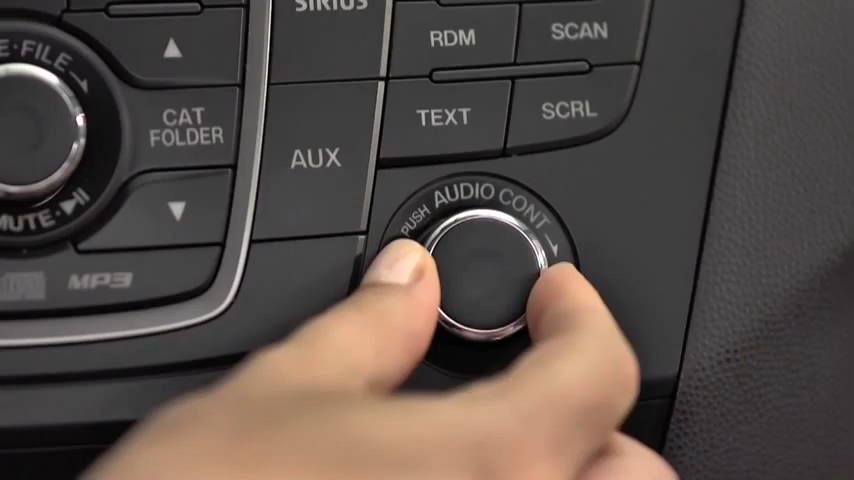 SIRIUS
RDM
SCAN
E·FILE
TEXT
SCRL
CAT
FOLDER
AUX
PUSH AUDIO CONT
MUTE·
MP3